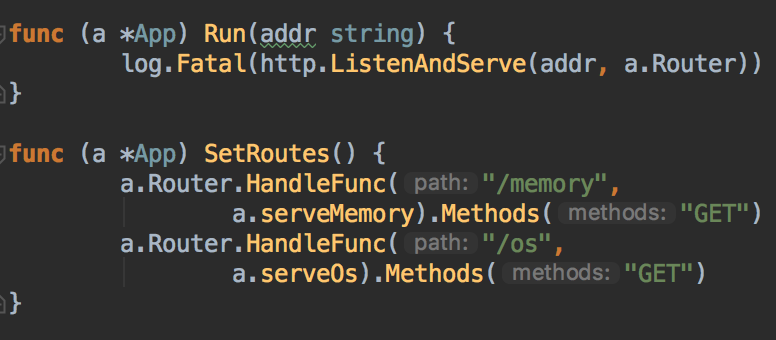 func (a *App) Run(addr string) {
log.Fatal(http.ListenAndServe(addr, a.Router))
}
func (a *App) SetRoutes() {
a.Router.HandleFunc( path: "/memory",
a.serveMemory).Methods( methods: "GET")
a.Router.HandleFunc( path: "/os",
a.serveOs).Methods( methods: "GET")
}